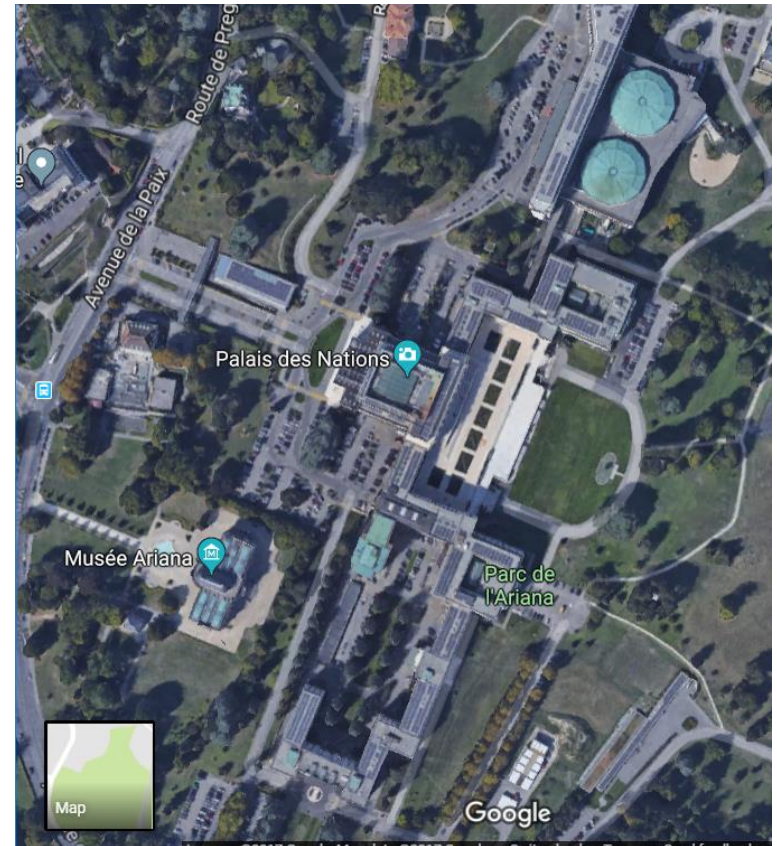 Route de Preg
Avenue de la Paix
Palais des Nations
Musée Ariana
Parc de
l'Ariana
Map
Google